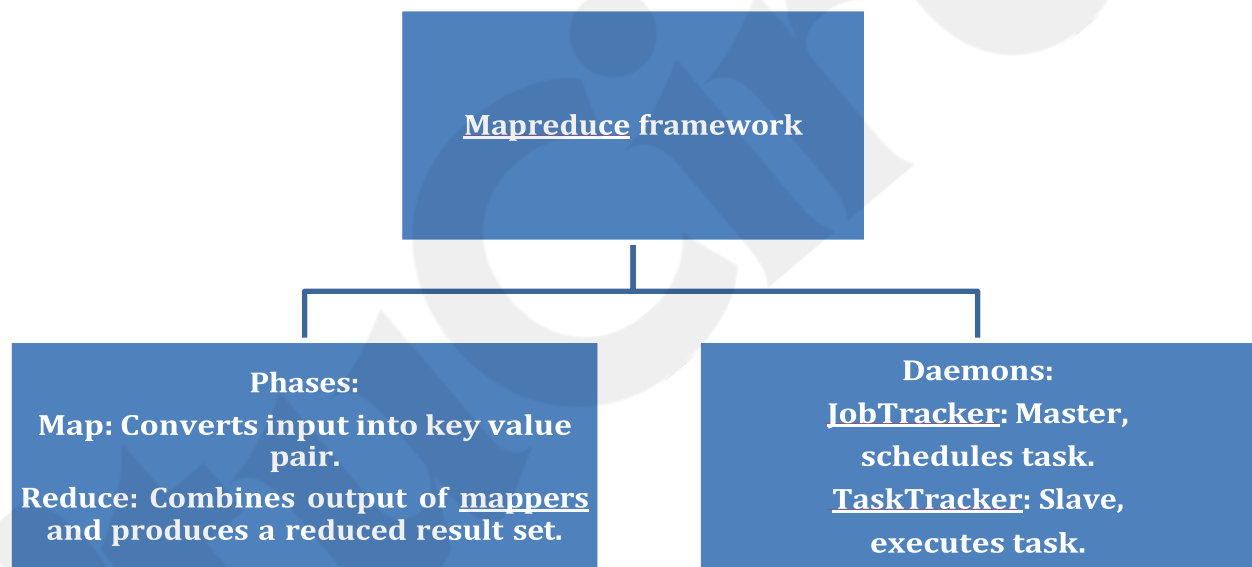 Mapreduce framework
Phases:
Map: Converts input into key value
pair.
Reduce: Combines output of mappers
and produces a reduced result set.
Daemons:
JobTracker: Master,
schedules task.
TaskTracker: Slave,
executes task.